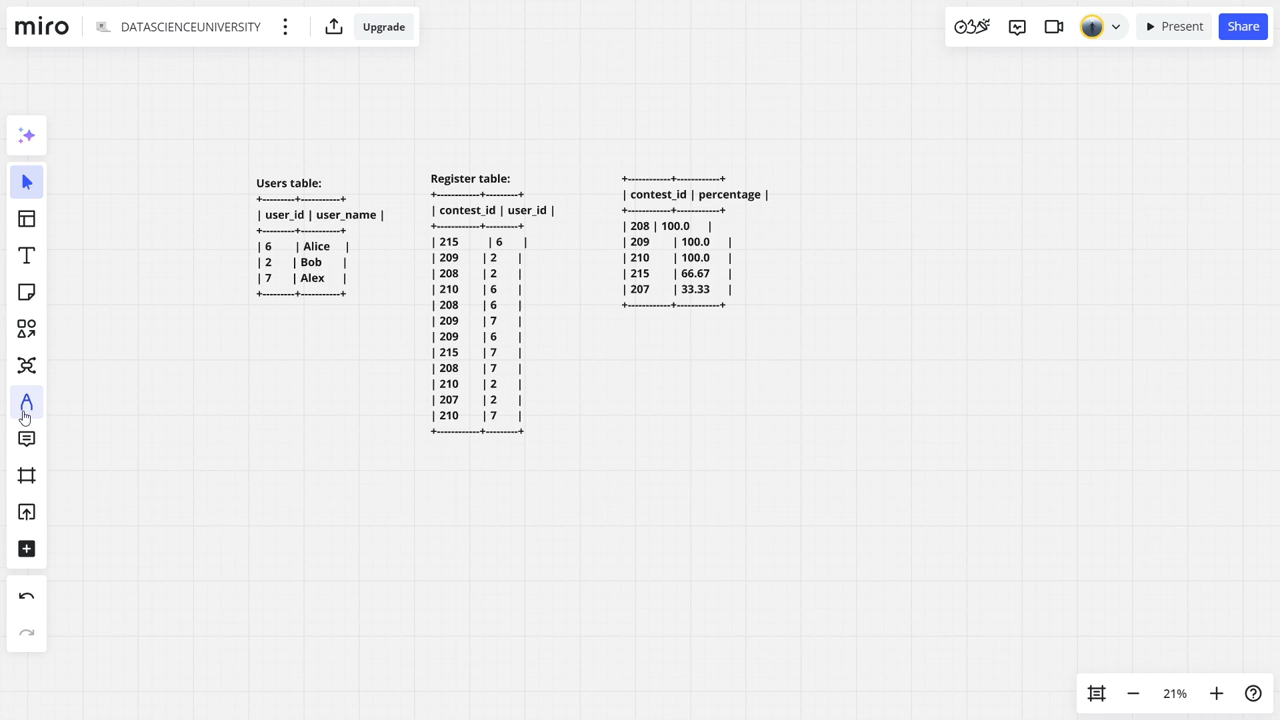 miro
DATASCIENCEUNIVERSITY
Upgrade
Present
Share
Users table:
+---------+-----------+
| user_id | user_name |
+---------+-----------+
| 6 | Alice |
| 2 | Bob |
| 7 | Alex |
+---------+-----------+
Register table:
+------------+---------+
| contest_id | user_id |
+------------+---------+
| 215 | 6 |
| 209 | 2 |
| 208 | 2 |
| 210 | 6 |
| 208 | 6 |
| 209 | 7 |
| 209 | 6 |
| 215 | 7 |
| 208 | 7 |
| 210 | 2 |
| 207 | 2 |
| 210 | 7 |
+------------+---------+
+------------+------------+
| contest_id | percentage |
+------------+------------+
| 208 | 100.0 |
| 209 | 100.0 |
| 210 | 100.0 |
| 215 | 66.67 |
| 207 | 33.33 |
+------------+------------+
21%